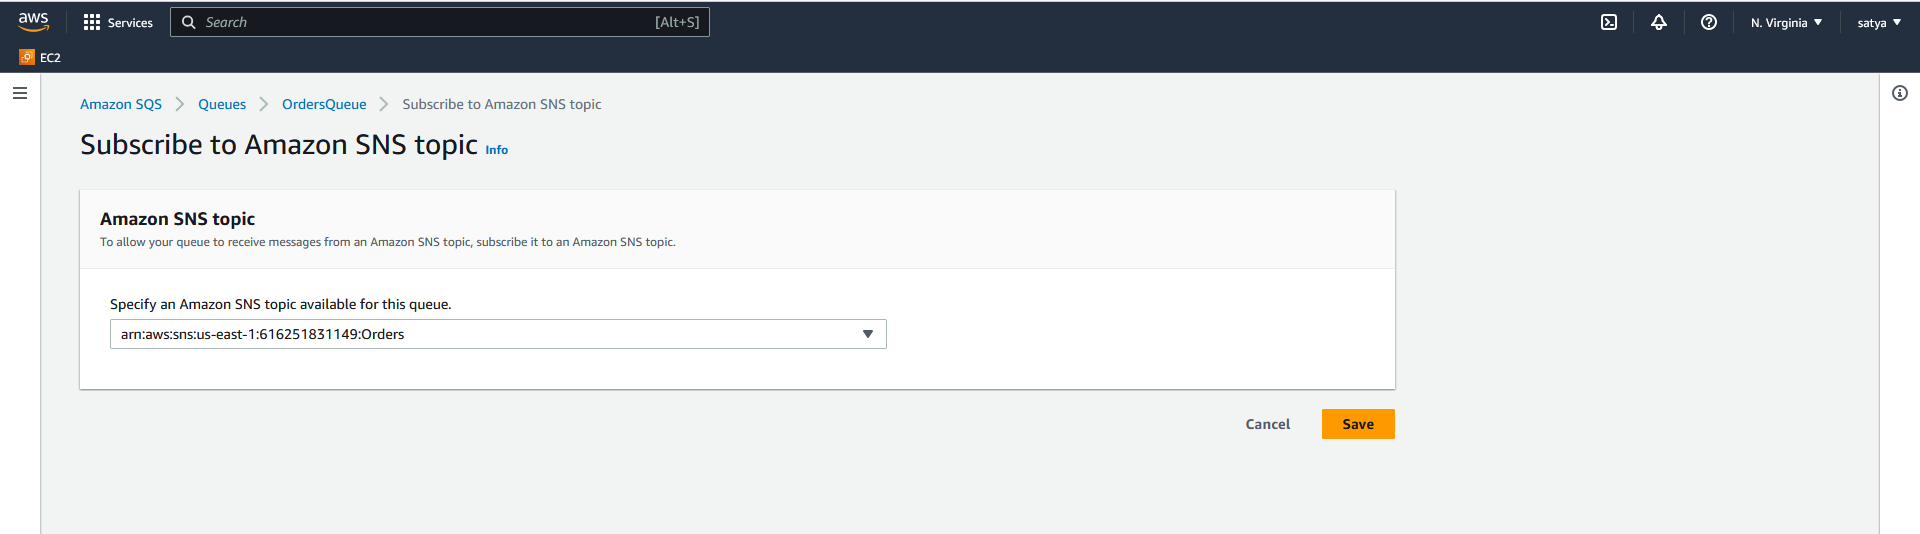 aws
Services
Search [Alt+S]
N. Virginia
satya
EC2
Amazon SQS > Queues > OrdersQueue > Subscribe to Amazon SNS topic
Subscribe to Amazon SNS topic Info
Amazon SNS topic
To allow your queue to receive messages from an Amazon SNS topic, subscribe it to an Amazon SNS topic.
Specify an Amazon SNS topic available for this queue.
arn:aws:sns:us-east-1:616251831149:Orders
Cancel Save